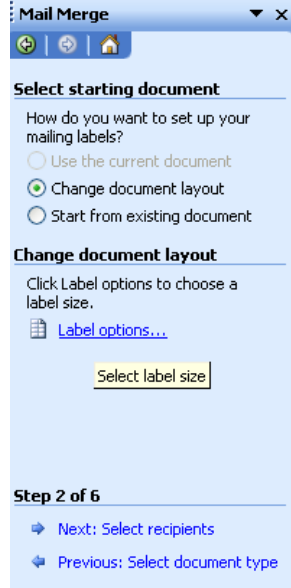 Mail Merge
Select starting document
How do you want to set up your
mailing labels?
Use the current document
Change document layout
Start from existing document
Change document layout
Click Label options to choose a
label size.
Label options...
Select label size
Step 2 of 6
Next: Select recipients
Previous: Select document type